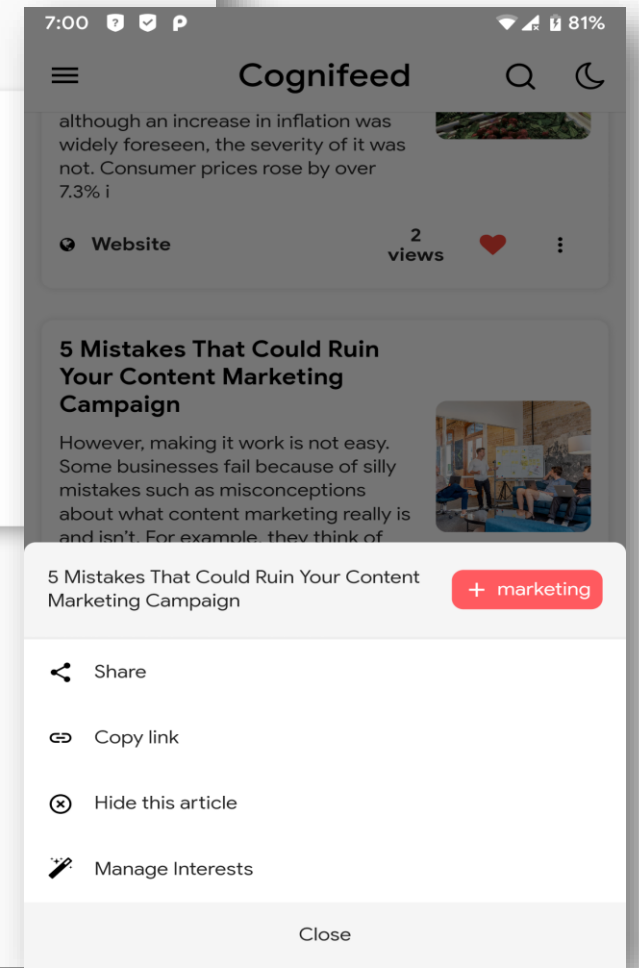 7:00
81%
Cognifeed
although an increase in inflation was
widely foreseen, the severity of it was
not. Consumer prices rose by over
7.3% i
Website
2
views
5 Mistakes That Could Ruin
Your Content Marketing
Campaign
However, making it work is not easy.
Some businesses fail because of silly
mistakes such as misconceptions
about what content marketing really is
and isn't. For example, they think of
5 Mistakes That Could Ruin Your Content
Marketing Campaign
+ marketing
Share
Copy link
Hide this article
Manage Interests
Close